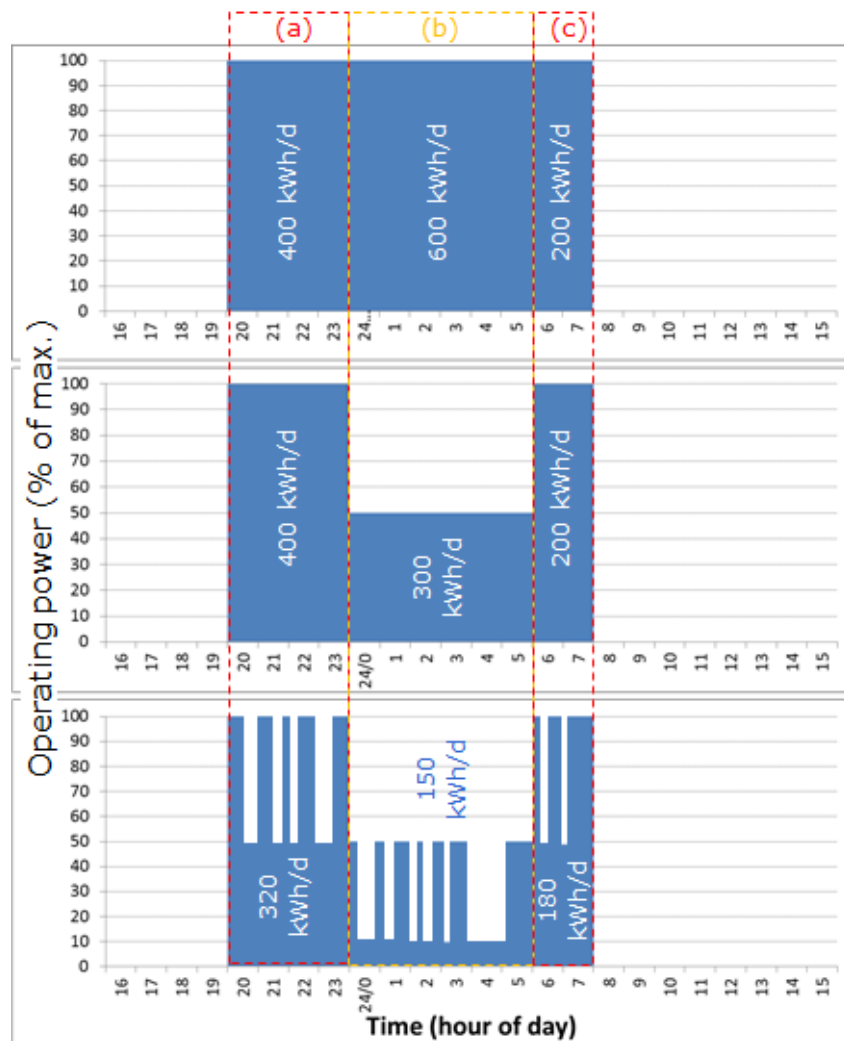 (a) (b) (c)
100
90
80
70
60
50
40
30
20
10
0
400 kWh/d
600 kWh/d
200 kWh/d
16 17 18 19 20 21 22 23 24... 1 2 3 4 5 6 7 8 9 10 11 12 13 14 15
Operating power (% of max.)
100
90
80
70
60
50
40
30
20
10
0
400 kWh/d
300
kWh/d
200 kWh/d
16 17 18 19 20 21 22 23 24/0 1 2 3 4 5 6 7 8 9 10 11 12 13 14 15
100
90
80
70
60
50
40
30
20
10
0
320
kWh/d
150
kWh/d
180
kWh/d
16 17 18 19 20 21 22 23 24/0 1 2 3 4 5 6 7 8 9 10 11 12 13 14 15
Time (hour of day)